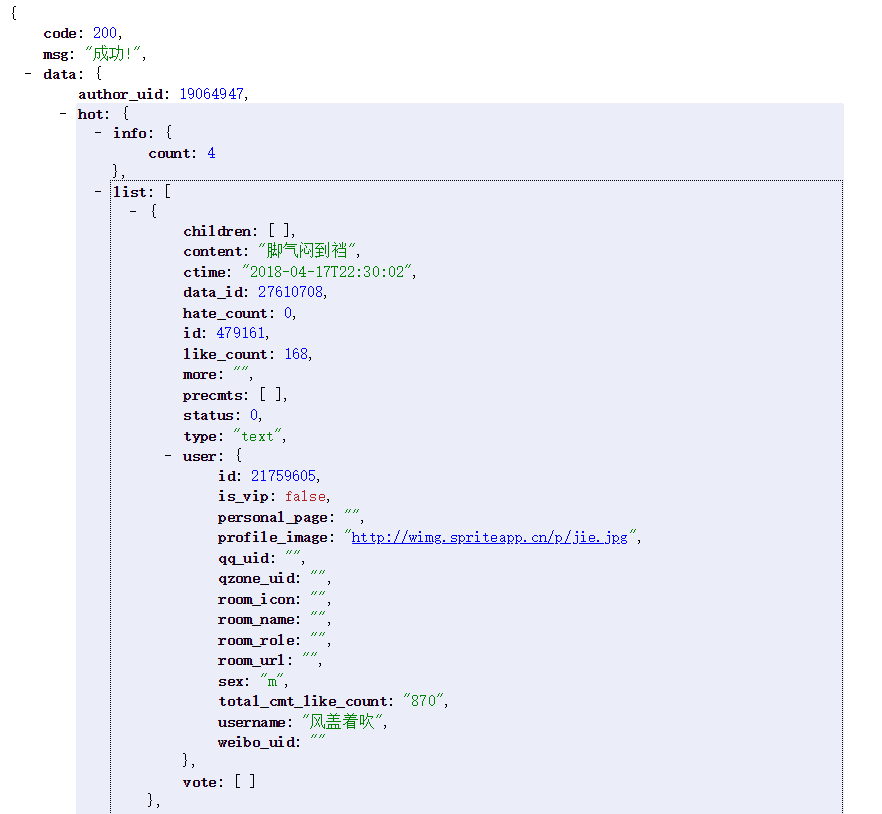 {
code: 200,
msg: "成功!",
- data: {
author_uid: 19064947,
- hot: {
- info: {
count: 4
},
- list: [
- {
children: [ ],
content: "脚气闷到裆",
ctime: "2018-04-17T22:30:02",
data_id: 27610708,
hate_count: 0,
id: 479161,
like_count: 168,
more: "",
precmts: [ ],
status: 0,
type: "text",
- user: {
id: 21759605,
is_vip: false,
personal_page: "",
profile_image: "http://wimg.spriteapp.cn/p/jie.jpg",
qq_uid: "",
qzone_uid: "",
room_icon: "",
room_name: "",
room_role: "",
room_url: "",
sex: "m",
total_cmt_like_count: "870",
username: "风盖着吹",
weibo_uid: ""
},
vote: [ ]
},